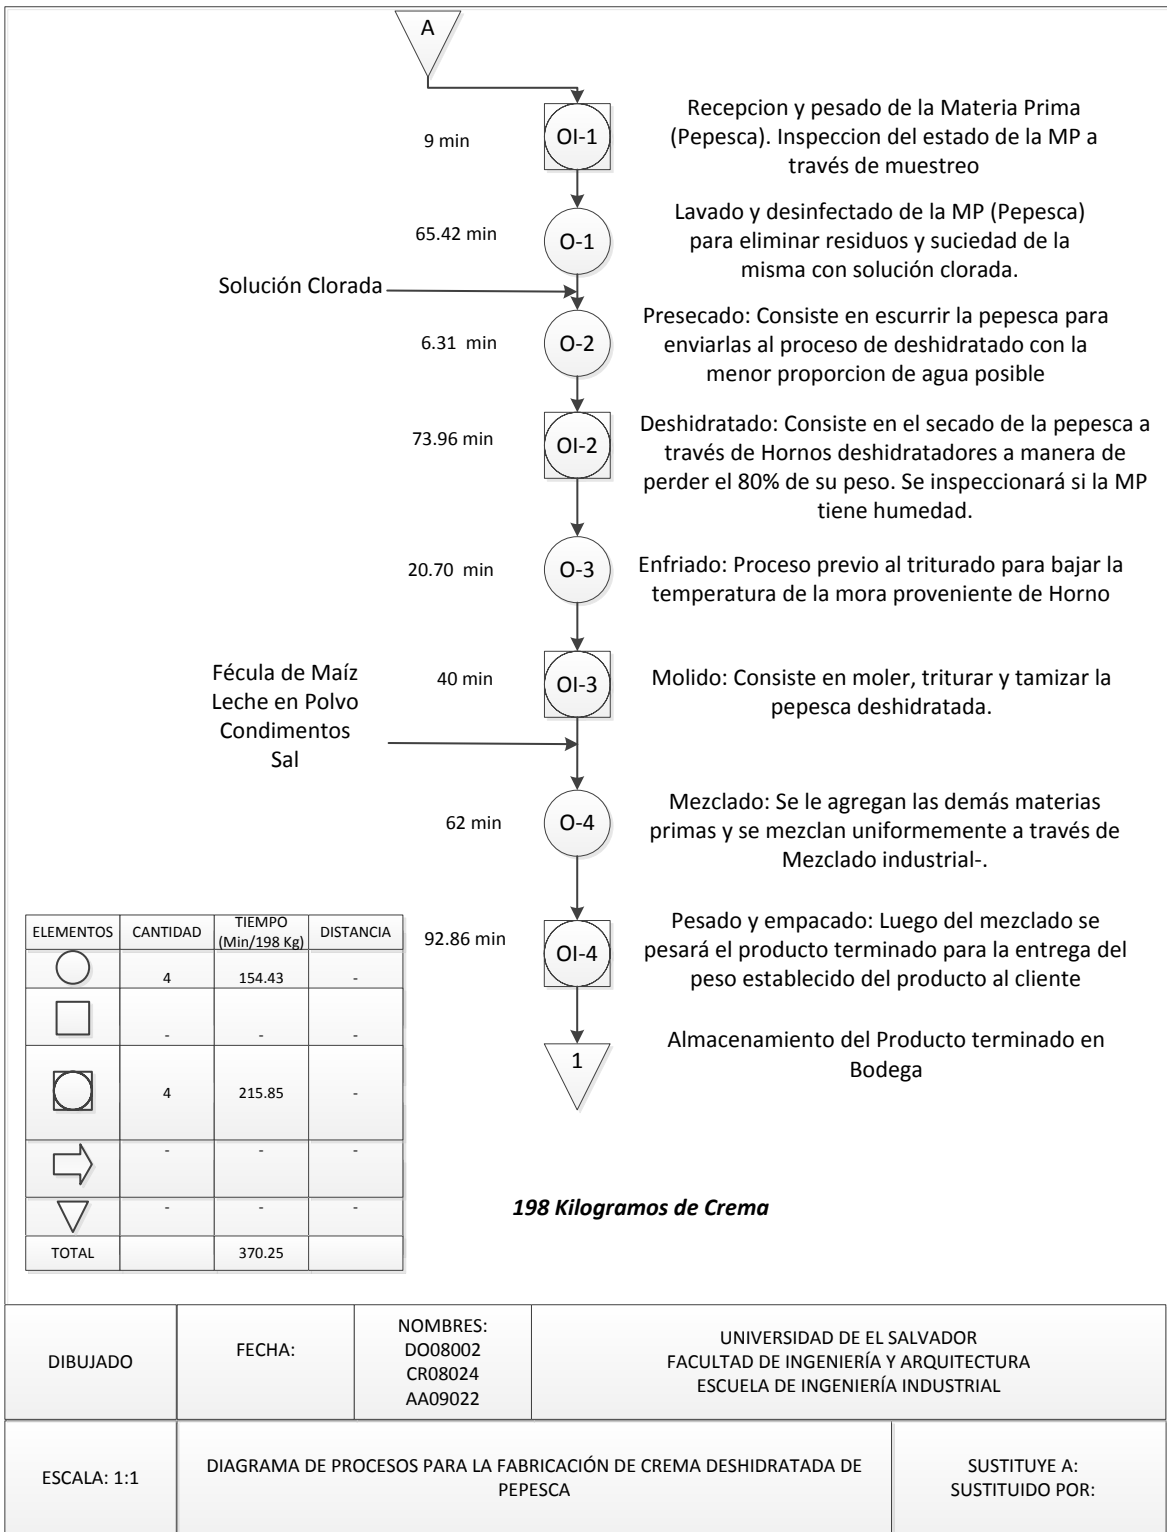 A
9 min
OI-1
Recepcion y pesado de la Materia Prima
(Pepesca). Inspeccion del estado de la MP a
través de muestreo
65.42 min
O-1
Lavado y desinfectado de la MP (Pepesca)
para eliminar residuos y suciedad de la
misma con solución clorada.
Solución Clorada
6.31 min
O-2
Presecado: Consiste en escurrir la pepesca para
enviarlas al proceso de deshidratado con la
menor proporcion de agua posible
73.96 min
OI-2
Deshidratado: Consiste en el secado de la pepesca a
través de Hornos deshidratadores a manera de
perder el 80% de su peso. Se inspeccionará si la MP
tiene humedad.
20.70 min
O-3
Enfriado: Proceso previo al triturado para bajar la
temperatura de la mora proveniente de Horno
Fécula de Maíz
Leche en Polvo
Condimentos
Sal
40 min
OI-3
Molido: Consiste en moler, triturar y tamizar la
pepesca deshidratada.
62 min
O-4
Mezclado: Se le agregan las demás materias
primas y se mezclan uniformemente a través de
Mezclado industrial-.
92.86 min
OI-4
Pesado y empacado: Luego del mezclado se
pesará el producto terminado para la entrega del
peso establecido del producto al cliente
1
Almacenamiento del Producto terminado en
Bodega
ELEMENTOS CANTIDAD TIEMPO (Min/198 Kg) DISTANCIA
4 154.43 -
- - -
4 215.85 -
- - -
- - -
TOTAL 370.25
198 Kilogramos de Crema
DIBUJADO
FECHA:
NOMBRES:
DO08002
CR08024
AA09022
UNIVERSIDAD DE EL SALVADOR
FACULTAD DE INGENIERÍA Y ARQUITECTURA
ESCUELA DE INGENIERÍA INDUSTRIAL
ESCALA: 1:1
DIAGRAMA DE PROCESOS PARA LA FABRICACIÓN DE CREMA DESHIDRATADA DE
PEPESCA
SUSTITUYE A:
SUSTITUIDO POR: